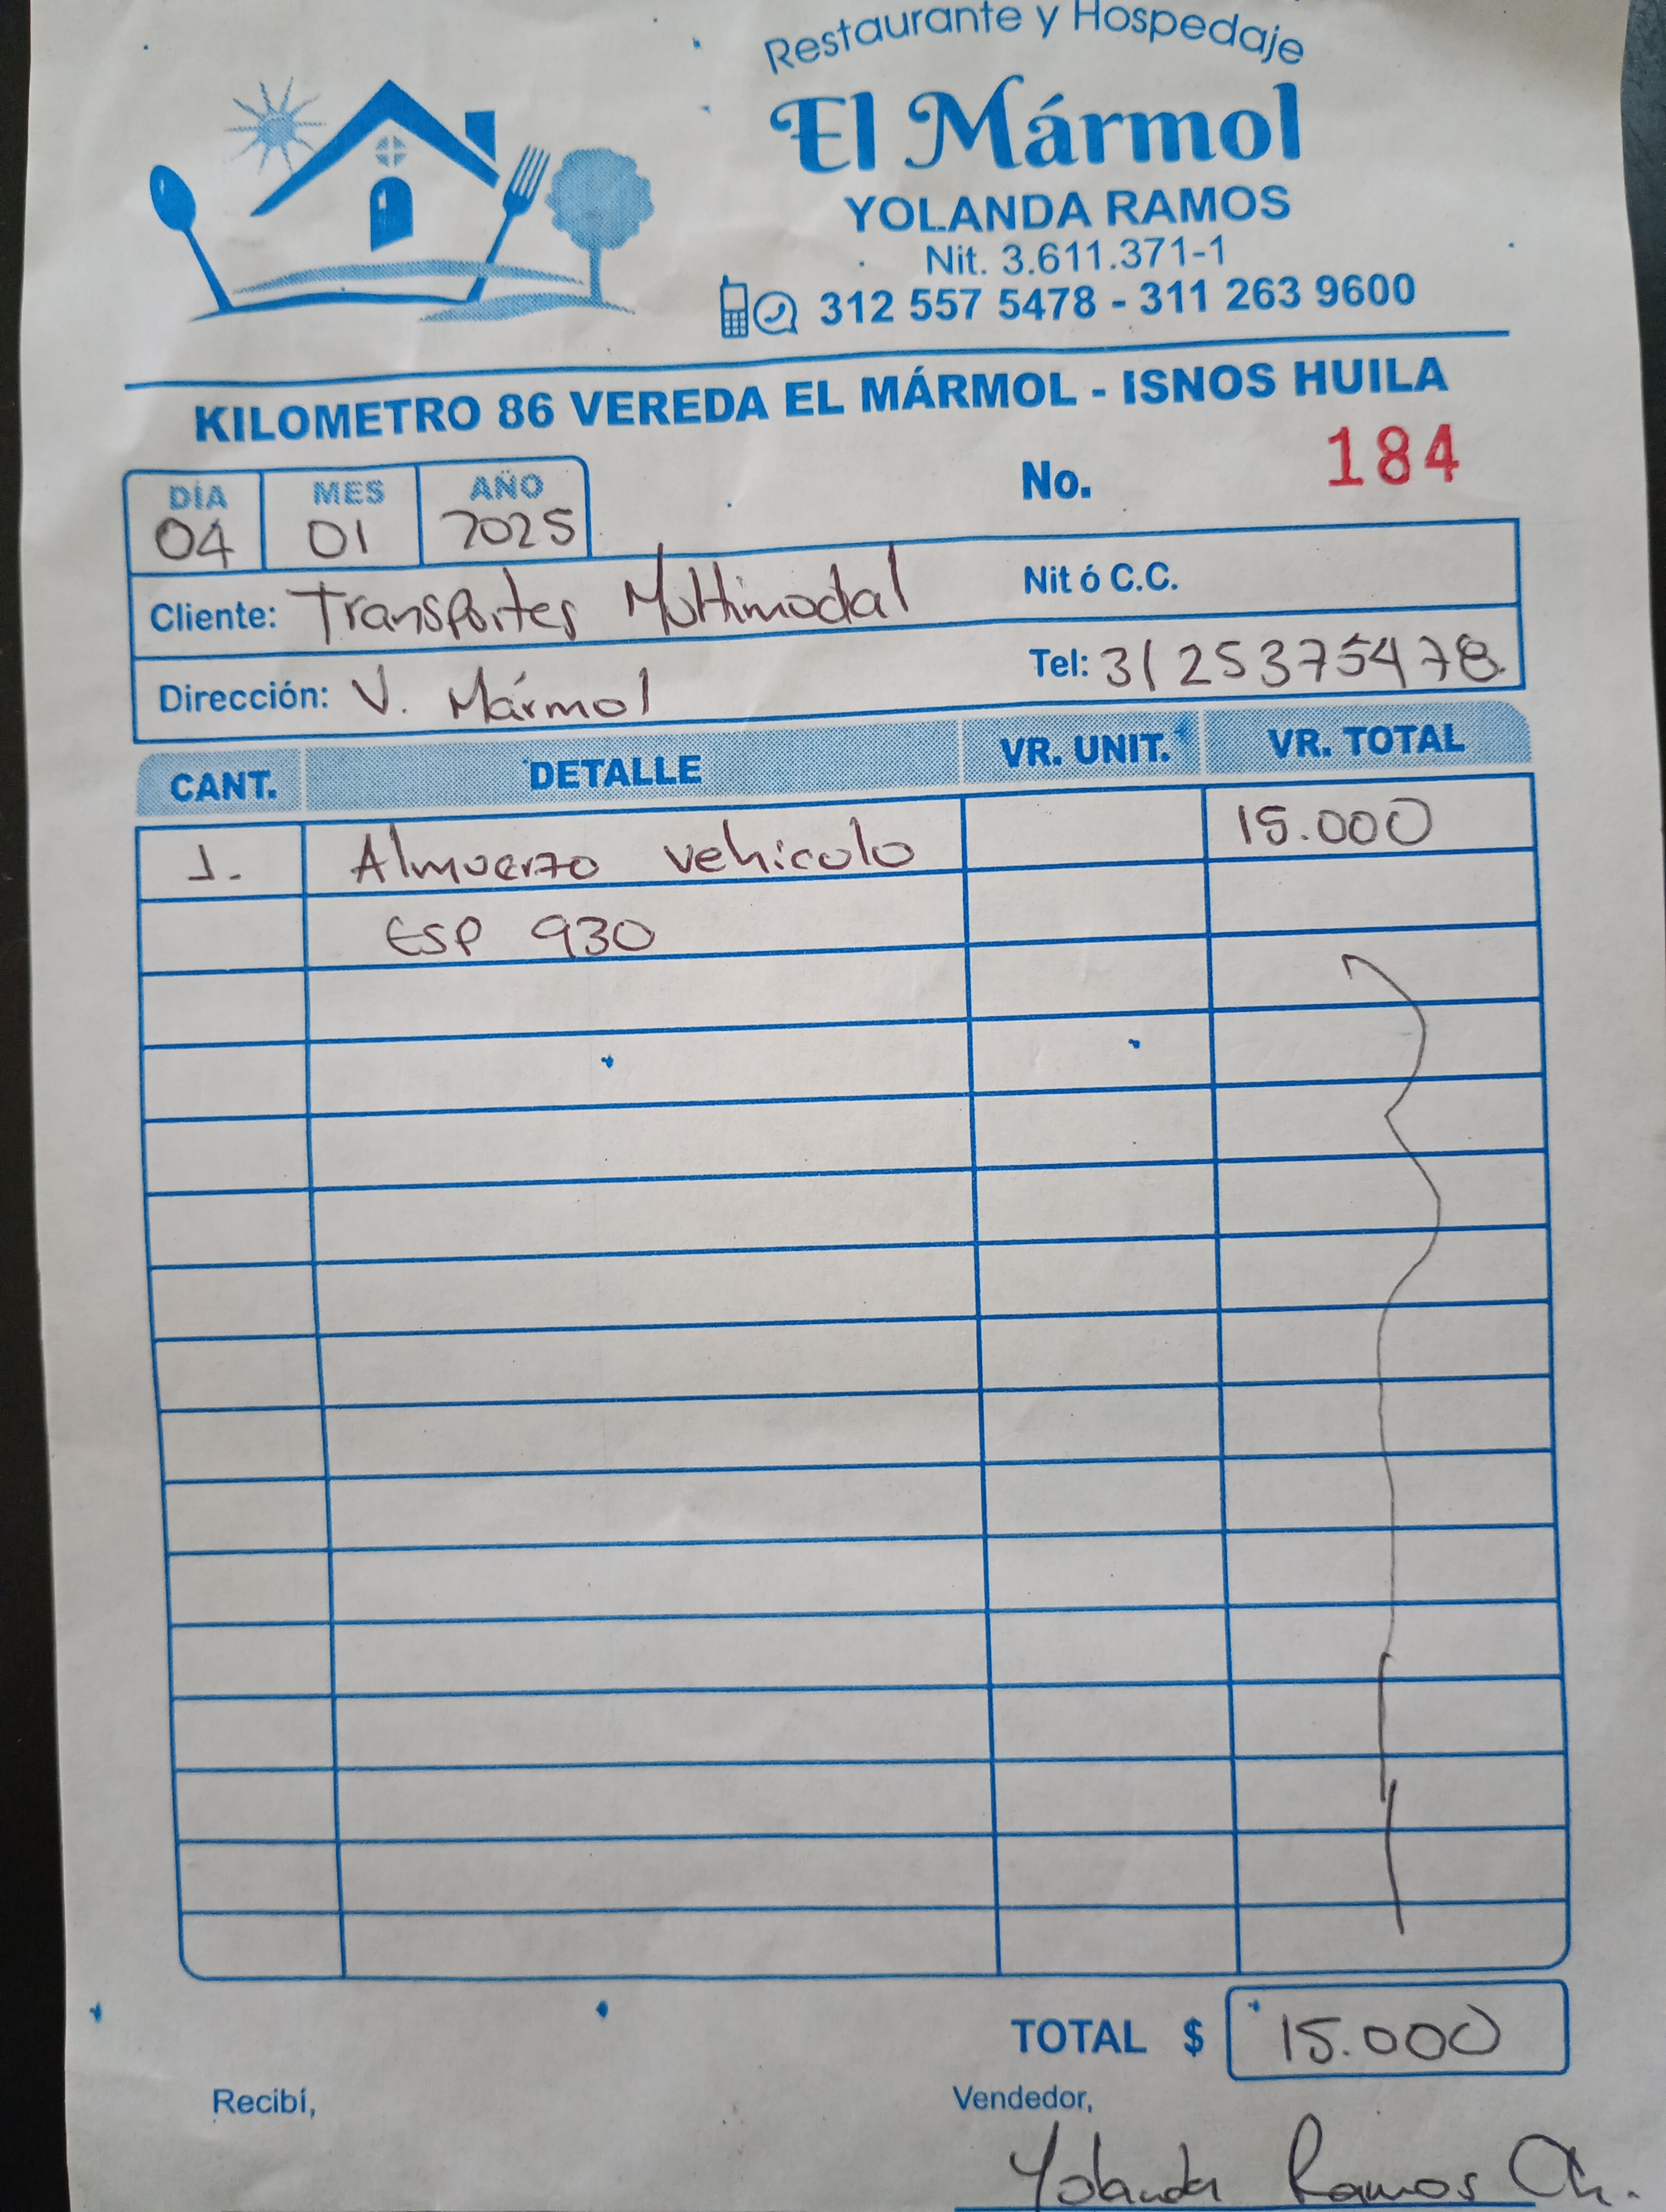 Restaurante y Hospedaje
El Mármol
YOLANDA RAMOS
Nit. 3.611.371-1
312 557 5478 - 311 263 9600
KILOMETRO 86 VEREDA EL MÁRMOL - ISNOS HUILA
No. 184
DÍA MES AÑO
04 01 2025
Cliente: Transportes Multimodal Nit ó C.C.
Dirección: V. Mármol Tel: 3125375478
CANT. DETALLE VR. UNIT. VR. TOTAL
1. Almuerzo vehiculo 15.000
ESP 930
TOTAL $ 15.000
Recibí, Vendedor,
Yolanda Ramos